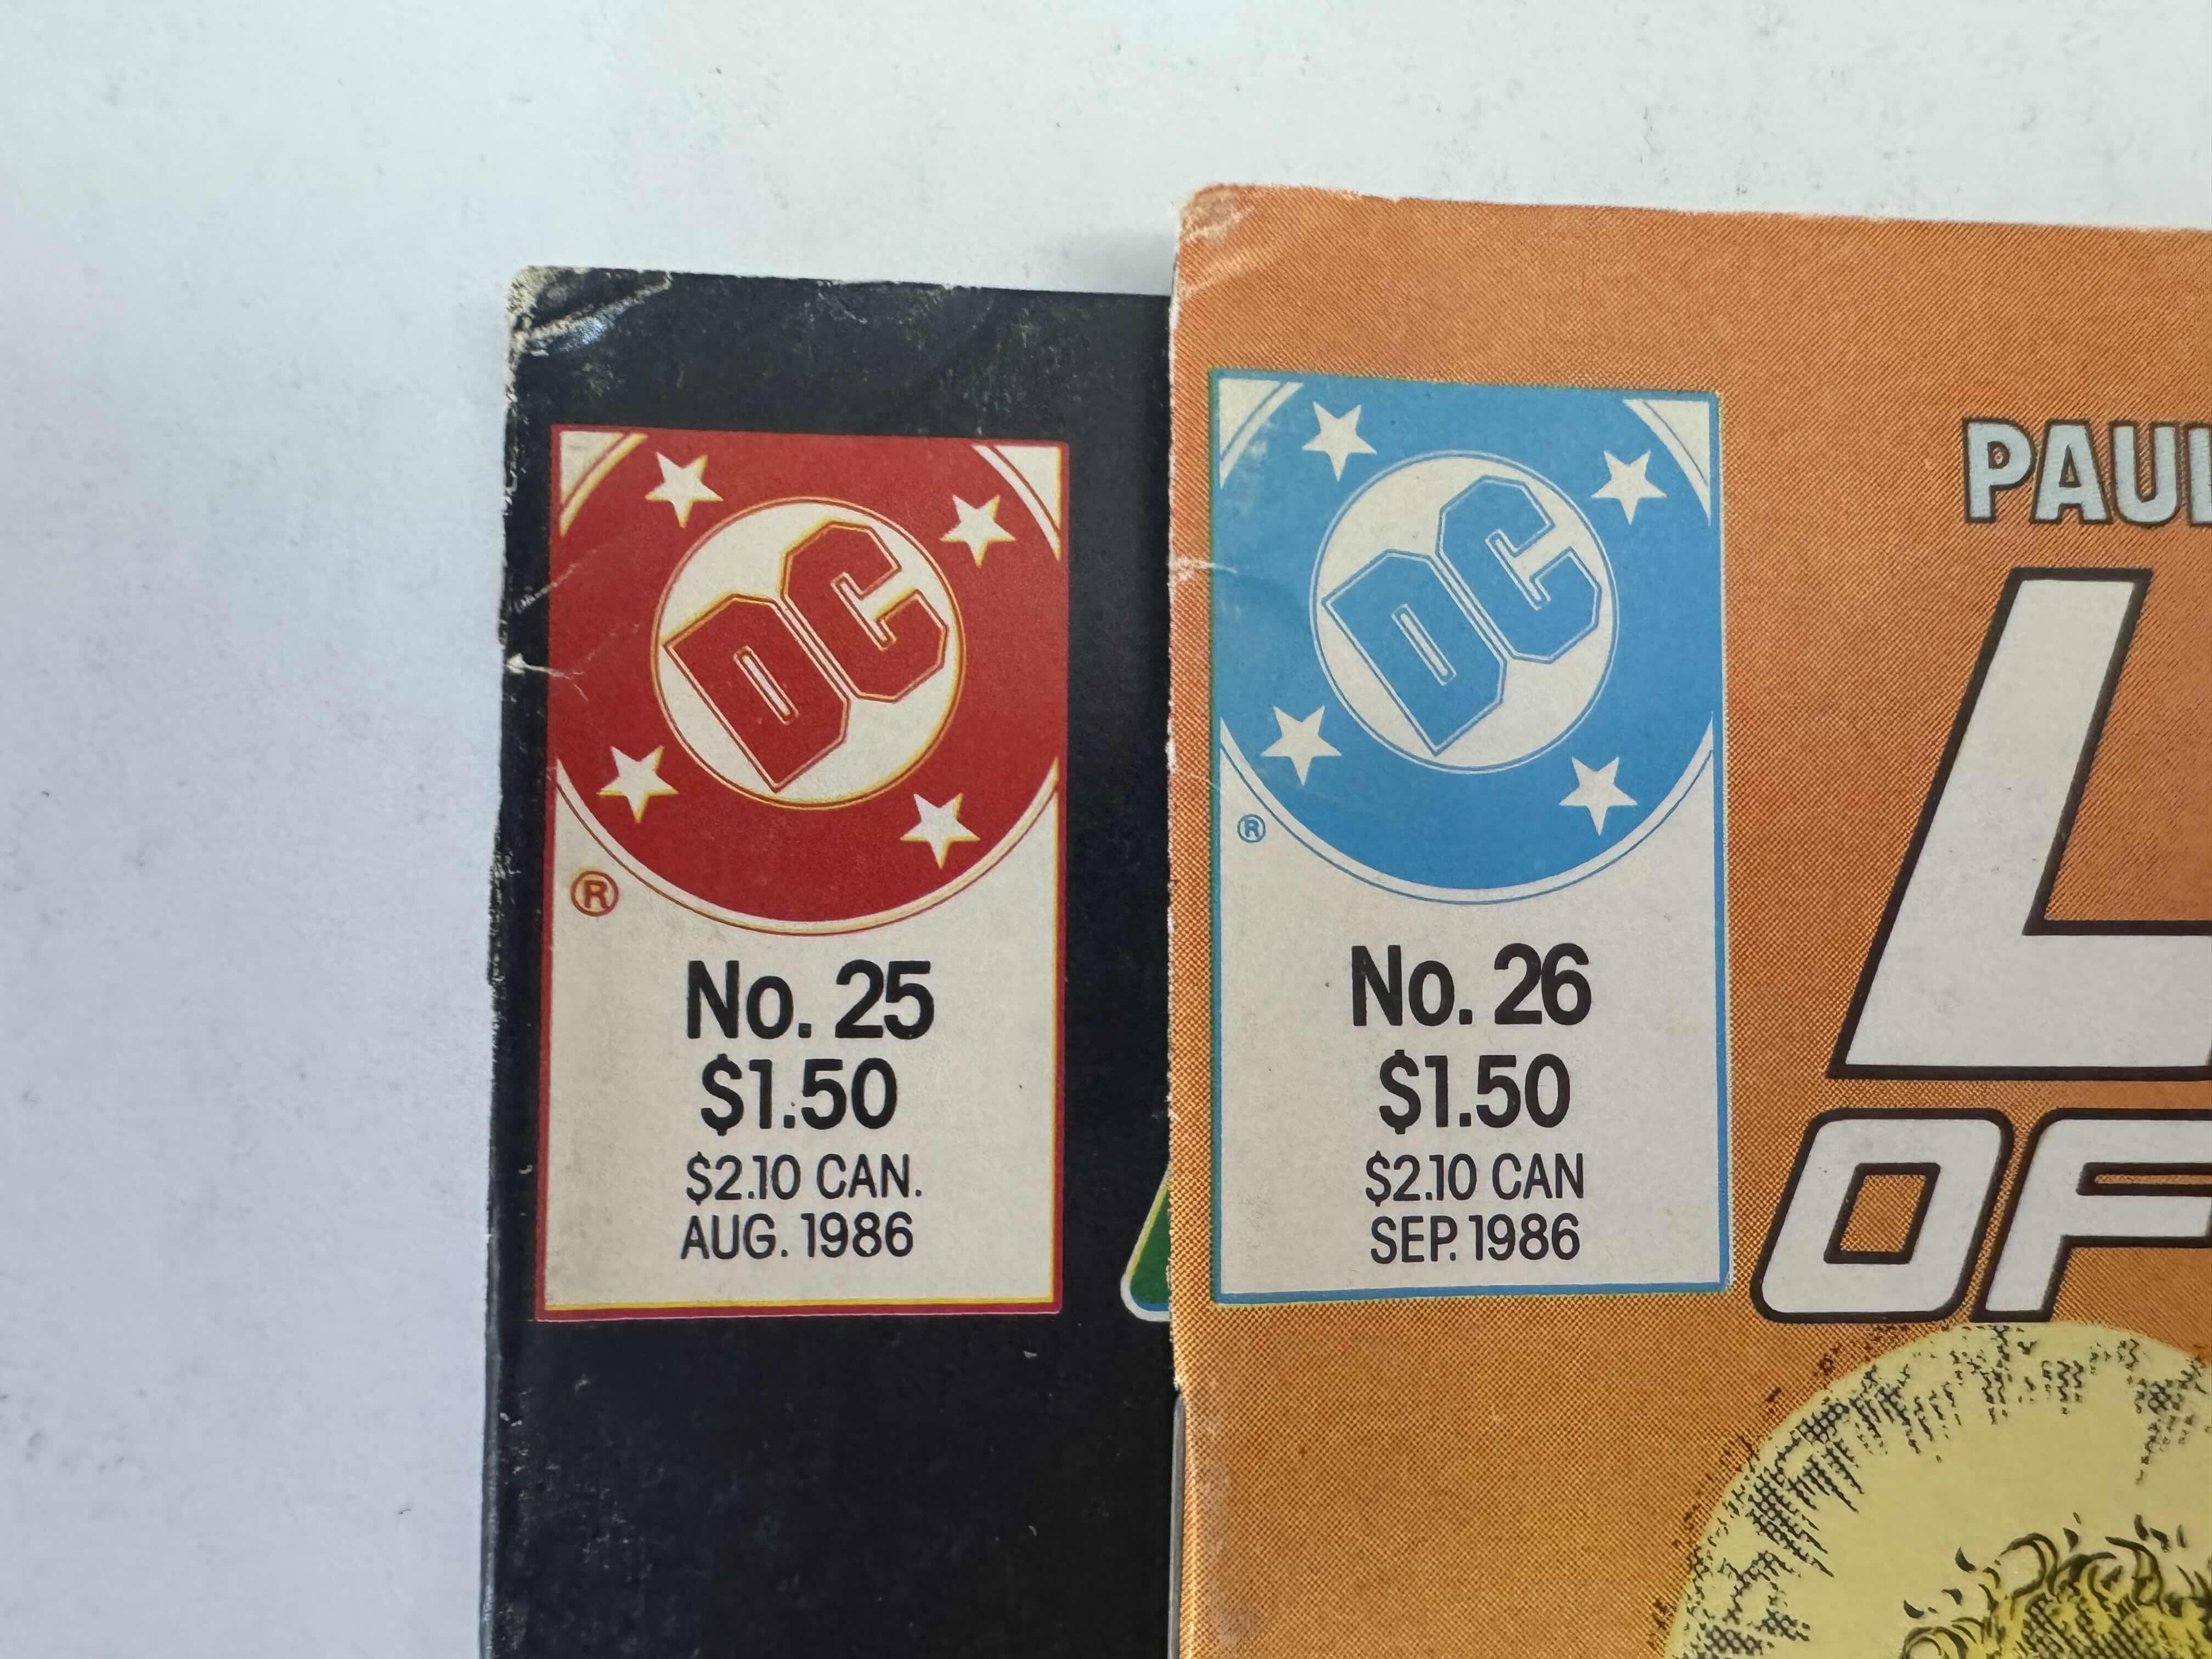 DC
®
No. 25
$1.50
$2.10 CAN.
AUG. 1986
DC
®
No. 26
$1.50
$2.10 CAN
SEP. 1986
L
OF